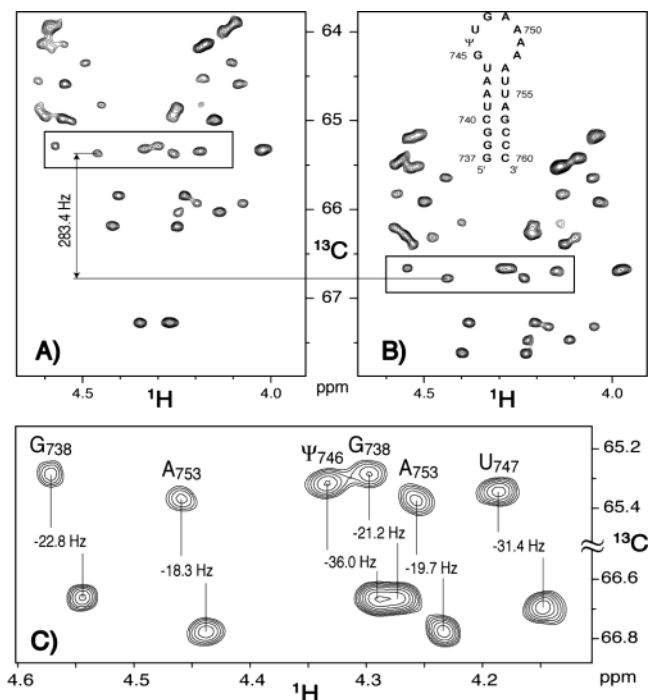 A)
64
65
66
67
283.4 Hz
13C
4.5
4.0
1H
ppm
B)
G A
U A 750
Ψ A
745 G A
U A
A U 755
A U
U A
740 C G
G C
G C
737 G C 760
5' 3'
4.5
4.0
1H
C)
G738
A753
Ψ746
G738
A753
U747
-22.8 Hz
-18.3 Hz
-36.0 Hz
-21.2 Hz
-19.7 Hz
-31.4 Hz
65.2
65.4
13C
66.6
66.8
4.6
4.5
4.4
4.3
4.2
1H
ppm